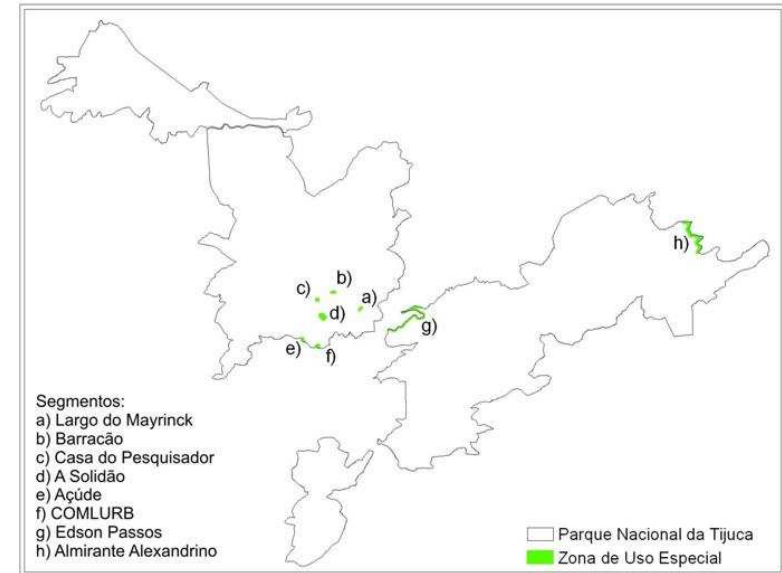 h)
b)
c)
a)
d)
g)
e)
f)
Segmentos:
a) Largo do Mayrinck
b) Barracão
c) Casa do Pesquisador
d) A Solidão
e) Açúde
f) COMLURB
g) Edson Passos
h) Almirante Alexandrino
Parque Nacional da Tijuca
Zona de Uso Especial